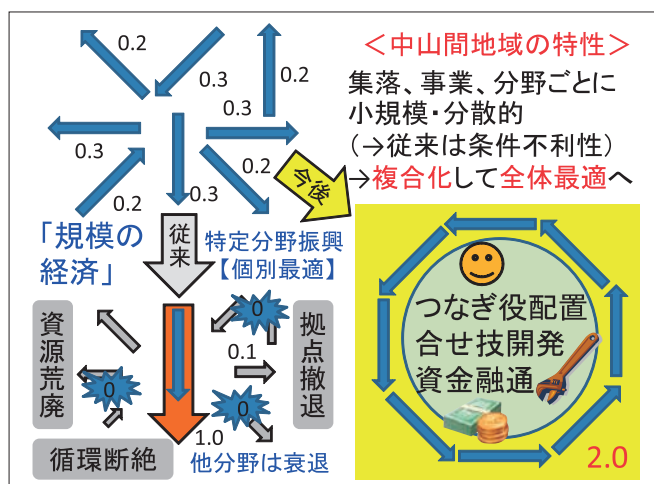 0.2
0.3
0.2
0.3
0.3
0.2
0.2
0.3
＜中山間地域の特性＞
集落、事業、分野ごとに
小規模・分散的
（→従来は条件不利性）
→複合化して全体最適へ
今後
「規模の
経済」
従来
特定分野振興
【個別最適】
資源荒廃
0
0
0
0.1
拠点撤退
1.0
循環断絶
他分野は衰退
つなぎ役配置
合せ技開発
資金融通
2.0